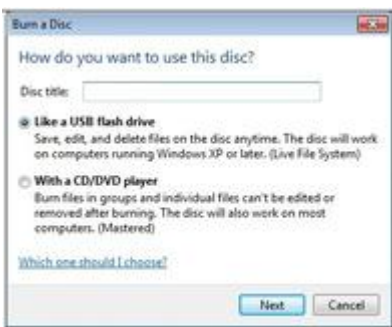 Burn a Disc
How do you want to use this disc?
Disc title:
Like a USB flash drive
Save, edit, and delete files on the disc anytime. The disc will work
on computers running Windows XP or later. (Live File System)
With a CD/DVD player
Burn files in groups and individual files can't be edited or
removed after burning. The disc will also work on most
computers. (Mastered)
Which one should I choose?
Next
Cancel